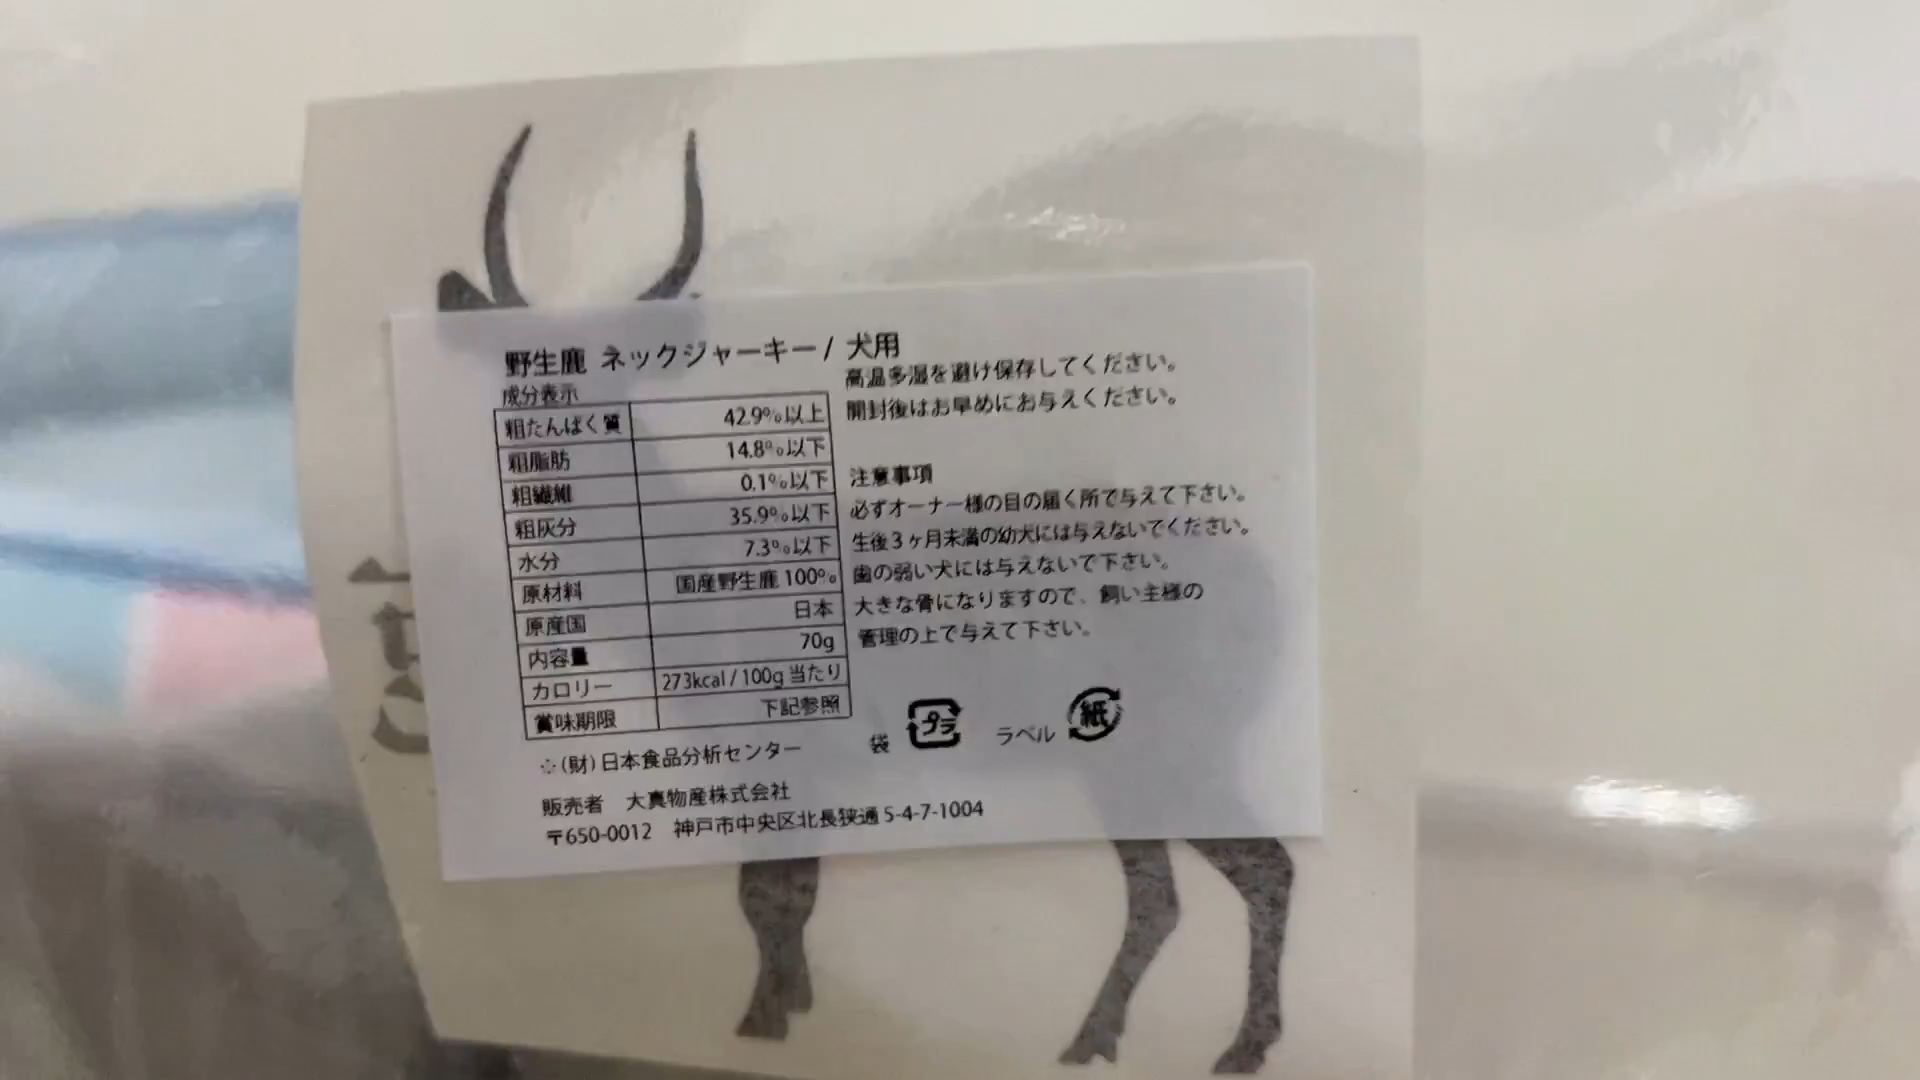 野生鹿 ネックジャーキー / 犬用
成分表示
粗たんぱく質 42.9%以上
粗脂肪 14.8%以下
粗繊維 0.1%以下
粗灰分 35.9%以下
水分 7.3%以下
原材料 国産野生鹿 100%
原産国 日本
内容量 70g
カロリー 273kcal / 100g 当たり
賞味期限 下記参照
※(財)日本食品分析センター
販売者 大真物産株式会社
〒650-0012 神戸市中央区北長狭通 5-4-7-1004
高温多湿を避け保存してください。
開封後はお早めにお与えください。
注意事項
必ずオーナー様の目の届く所で与えて下さい。
生後3ヶ月未満の幼犬には与えないでください。
歯の弱い犬には与えないで下さい。
大きな骨になりますので、飼い主様の
管理の上で与えて下さい。
袋 プラ ラベル 紙